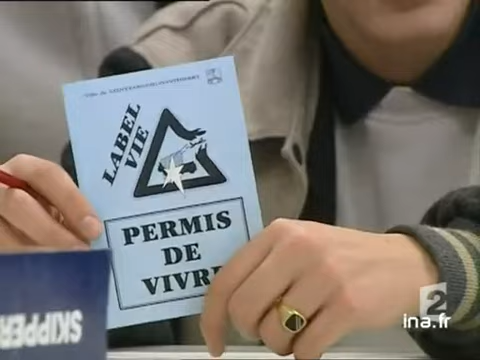 LABEL
VIE
PERMIS
DE
VIVRE
SKIPPER
2
ina.fr